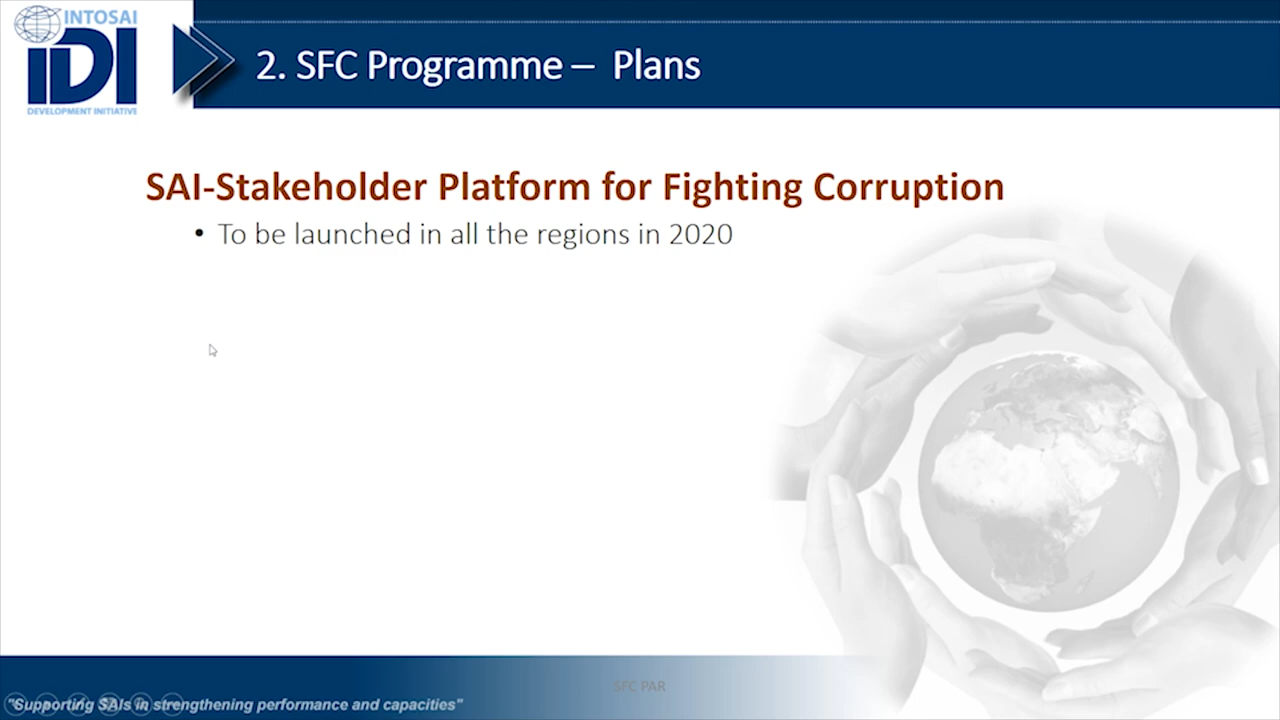 INTOSAI
IDI
DEVELOPMENT INITIATIVE
2. SFC Programme – Plans
SAI-Stakeholder Platform for Fighting Corruption
• To be launched in all the regions in 2020
SFC PAR
"Supporting SAIs in strengthening performance and capacities"